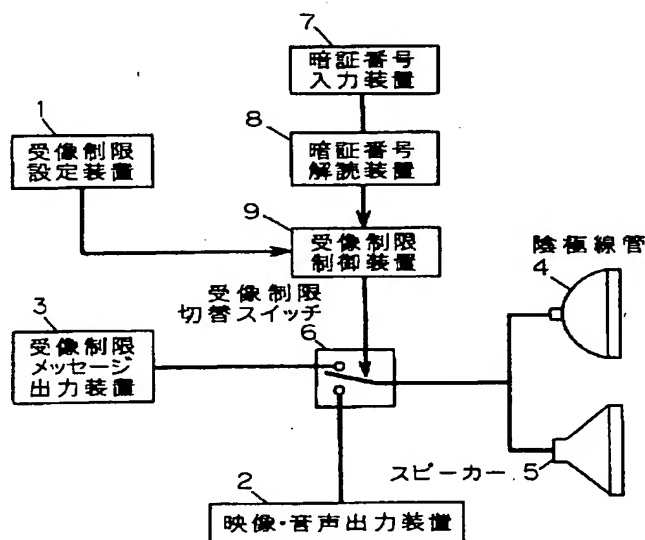 7
暗証番号
入力装置
1
受像制限
設定装置
8
暗証番号
解読装置
9
受像制限
制御装置
陰極線管
4
受像制限
切替スイッチ
6
3
受像制限
メッセージ
出力装置
スピーカー 5
2
映像・音声出力装置